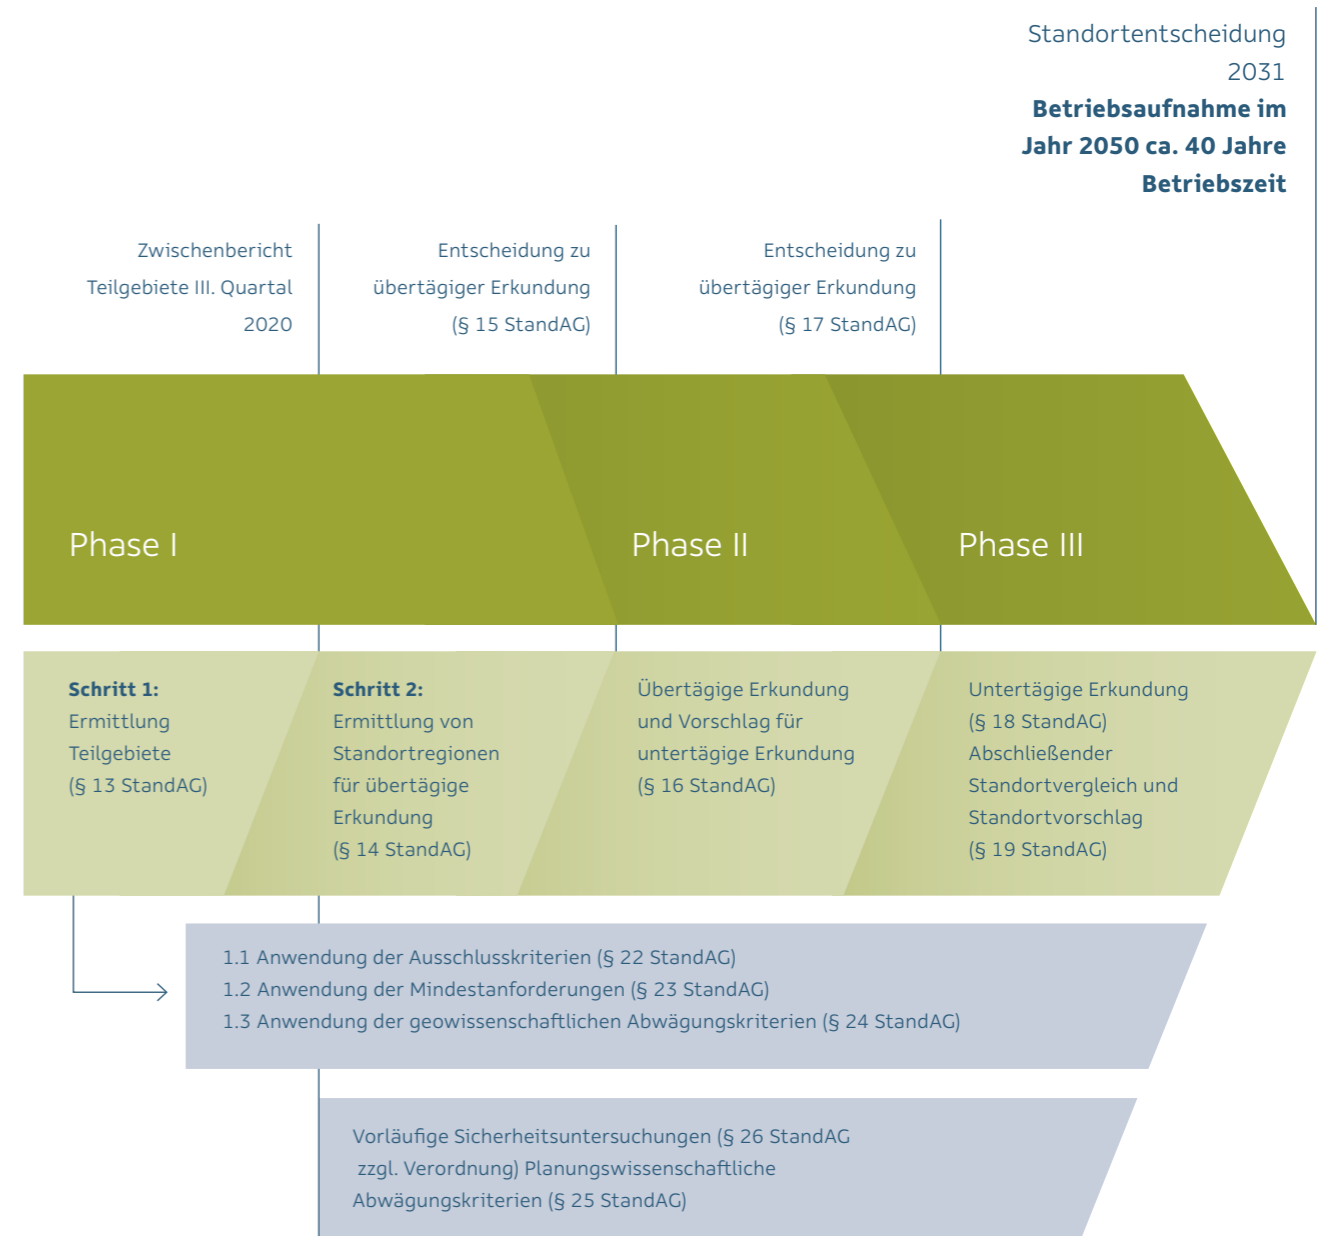 Standortentscheidung
2031
Betriebsaufnahme im
Jahr 2050 ca. 40 Jahre
Betriebszeit
Zwischenbericht
Teilgebiete III. Quartal
2020
Entscheidung zu
übertägiger Erkundung
(§ 15 StandAG)
Entscheidung zu
übertägiger Erkundung
(§ 17 StandAG)
Phase I
Phase II
Phase III
Schritt 1:
Ermittlung
Teilgebiete
(§ 13 StandAG)
Schritt 2:
Ermittlung von
Standortregionen
für übertägige
Erkundung
(§ 14 StandAG)
Übertägige Erkundung
und Vorschlag für
untertägige Erkundung
(§ 16 StandAG)
Untertägige Erkundung
(§ 18 StandAG)
Abschließender
Standortvergleich und
Standortvorschlag
(§ 19 StandAG)
1.1 Anwendung der Ausschlusskriterien (§ 22 StandAG)
1.2 Anwendung der Mindestanforderungen (§ 23 StandAG)
1.3 Anwendung der geowissenschaftlichen Abwägungskriterien (§ 24 StandAG)
Vorläufige Sicherheitsuntersuchungen (§ 26 StandAG
zzgl. Verordnung) Planungswissenschaftliche
Abwägungskriterien (§ 25 StandAG)